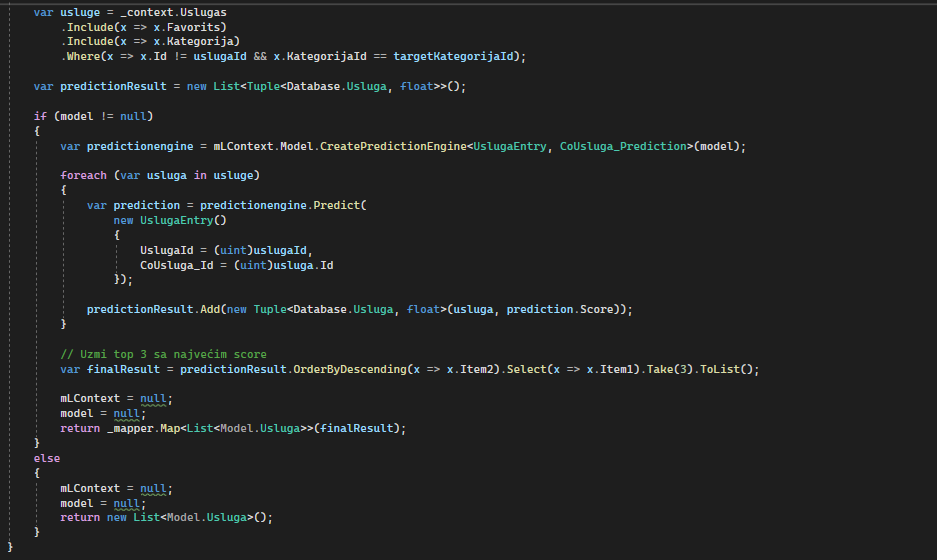 var usluge = _context.Uslugas
.Include(x => x.Favorits)
.Include(x => x.Kategorija)
.Where(x => x.Id != uslugaId && x.KategorijaId == targetKategorijaId);
var predictionResult = new List<Tuple<Database.Usluga, float>>();
if (model != null)
{
var predictionengine = mLContext.Model.CreatePredictionEngine<UslugaEntry, CoUsluga_Prediction>(model);
foreach (var usluga in usluge)
{
var prediction = predictionengine.Predict(
new UslugaEntry()
{
UslugaId = (uint)uslugaId,
CoUsluga_Id = (uint)usluga.Id
});
predictionResult.Add(new Tuple<Database.Usluga, float>(usluga, prediction.Score));
}
// Uzmi top 3 sa najvećim score
var finalResult = predictionResult.OrderByDescending(x => x.Item2).Select(x => x.Item1).Take(3).ToList();
mLContext = null;
model = null;
return _mapper.Map<List<Model.Usluga>>(finalResult);
}
else
{
mLContext = null;
model = null;
return new List<Model.Usluga>();
}
}